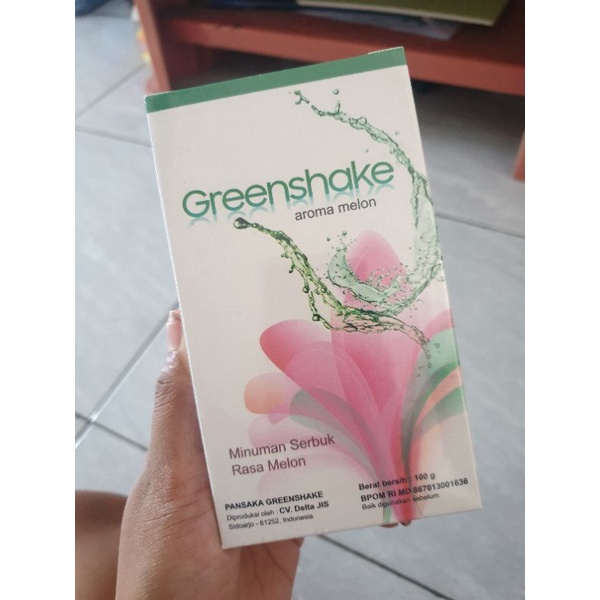 Greenshake
aroma melon
Minuman Serbuk
Rasa Melon
PANSAKA GREENSHAKE
Diproduksi oleh : CV. Delta JIS
Sidoarjo - 61252, Indonesia
Berat bersih : 100 g
BPOM RI MD 867013001636
Baik digunakan sebelum